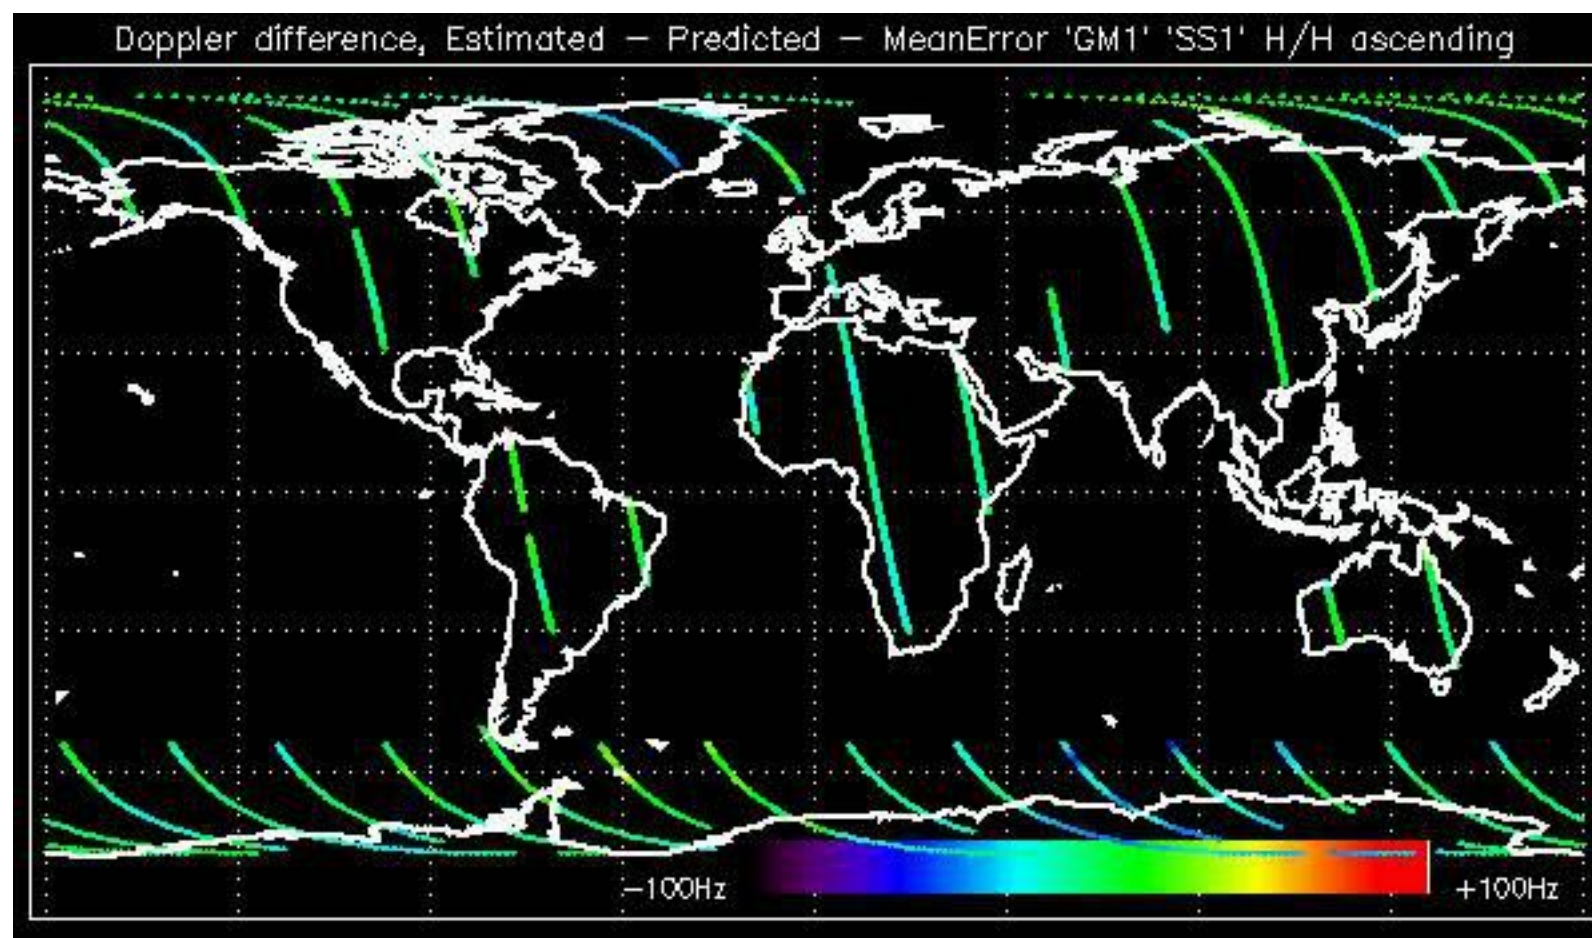 Doppler difference, Estimated – Predicted – MeanError 'GM1' 'SS1' H/H ascending
–100Hz
+100Hz